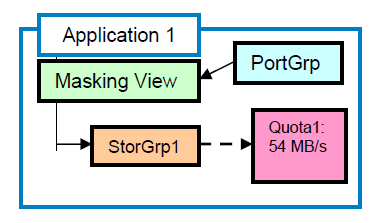 Application 1
Masking View
PortGrp
StorGrp1
Quota1:
54 MB/s